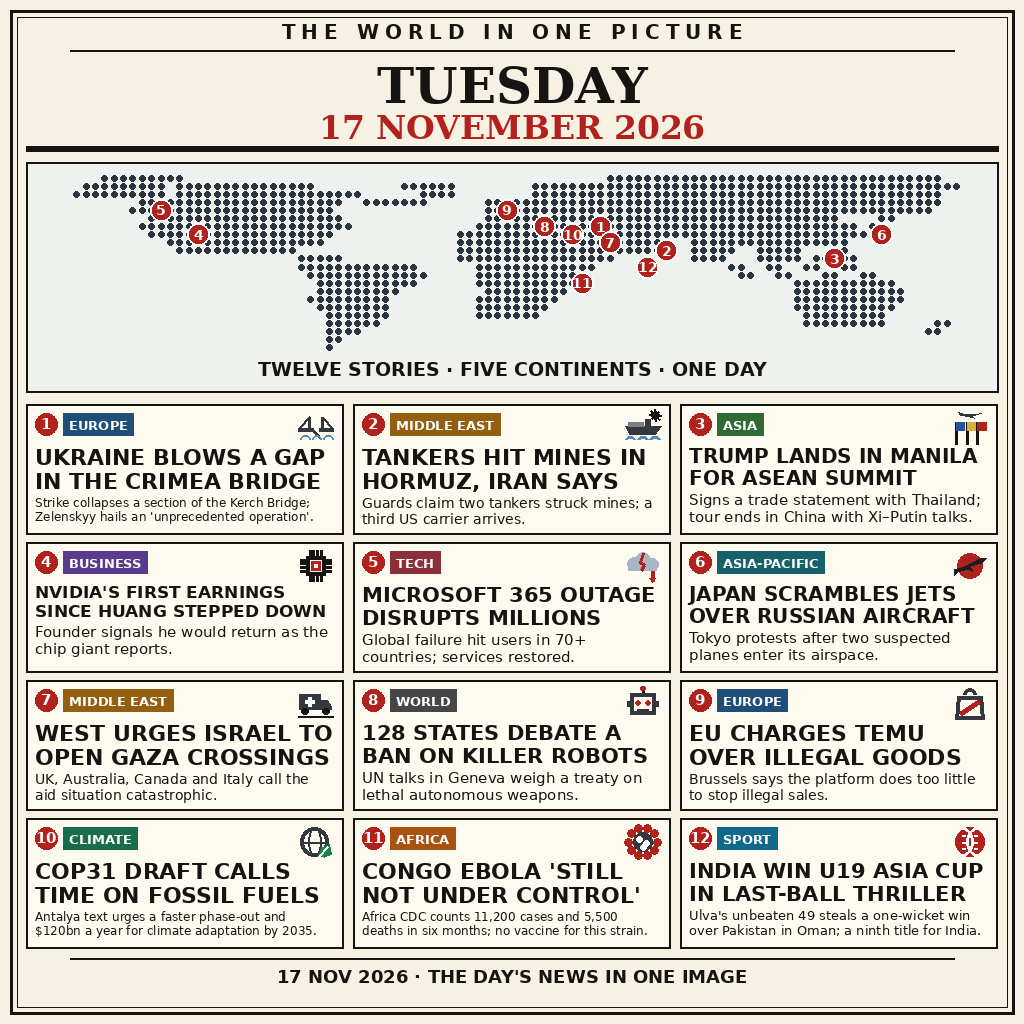 THE WORLD IN ONE PICTURE
TUESDAY
17 NOVEMBER 2026
5
9
4
8
10
1
7
2
12
11
3
6
TWELVE STORIES · FIVE CONTINENTS · ONE DAY
1 EUROPE
UKRAINE BLOWS A GAP
IN THE CRIMEA BRIDGE
Strike collapses a section of the Kerch Bridge;
Zelenskyy hails an 'unprecedented operation'.
2 MIDDLE EAST
TANKERS HIT MINES IN
HORMUZ, IRAN SAYS
Guards claim two tankers struck mines; a
third US carrier arrives.
3 ASIA
TRUMP LANDS IN MANILA
FOR ASEAN SUMMIT
Signs a trade statement with Thailand;
tour ends in China with Xi–Putin talks.
4 BUSINESS
NVIDIA'S FIRST EARNINGS
SINCE HUANG STEPPED DOWN
Founder signals he would return as the
chip giant reports.
5 TECH
MICROSOFT 365 OUTAGE
DISRUPTS MILLIONS
Global failure hit users in 70+
countries; services restored.
6 ASIA-PACIFIC
JAPAN SCRAMBLES JETS
OVER RUSSIAN AIRCRAFT
Tokyo protests after two suspected
planes enter its airspace.
7 MIDDLE EAST
WEST URGES ISRAEL TO
OPEN GAZA CROSSINGS
UK, Australia, Canada and Italy call the
aid situation catastrophic.
8 WORLD
128 STATES DEBATE A
BAN ON KILLER ROBOTS
UN talks in Geneva weigh a treaty on
lethal autonomous weapons.
9 EUROPE
EU CHARGES TEMU
OVER ILLEGAL GOODS
Brussels says the platform does too little
to stop illegal sales.
10 CLIMATE
COP31 DRAFT CALLS
TIME ON FOSSIL FUELS
Antalya text urges a faster phase-out and
$120bn a year for climate adaptation by 2035.
11 AFRICA
CONGO EBOLA 'STILL
NOT UNDER CONTROL'
Africa CDC counts 11,200 cases and 5,500
deaths in six months; no vaccine for this strain.
12 SPORT
INDIA WIN U19 ASIA CUP
IN LAST-BALL THRILLER
Ulva's unbeaten 49 steals a one-wicket win
over Pakistan in Oman; a ninth title for India.
17 NOV 2026 · THE DAY'S NEWS IN ONE IMAGE